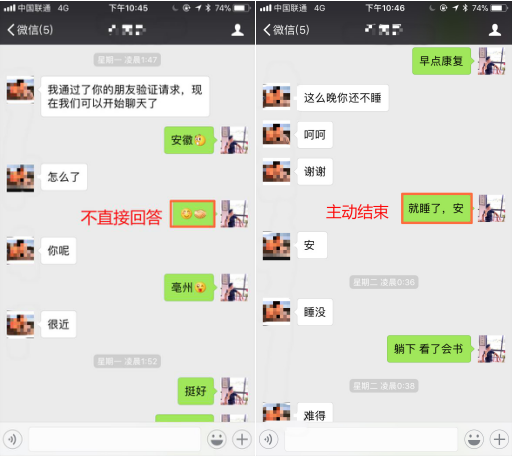 中国联通 4G
下午10:45
74%
微信(5)
星期一 凌晨1:47
我通过了你的朋友验证请求，现
在我们可以开始聊天了
安徽
怎么了
不直接回答
你呢
亳州
很近
星期一 凌晨1:52
挺好
中国联通 4G
下午10:46
74%
微信(5)
早点康复
这么晚你还不睡
呵呵
谢谢
主动结束
就睡了，安
安
星期二 凌晨0:36
睡没
躺下 看了会书
星期二 凌晨0:38
难得